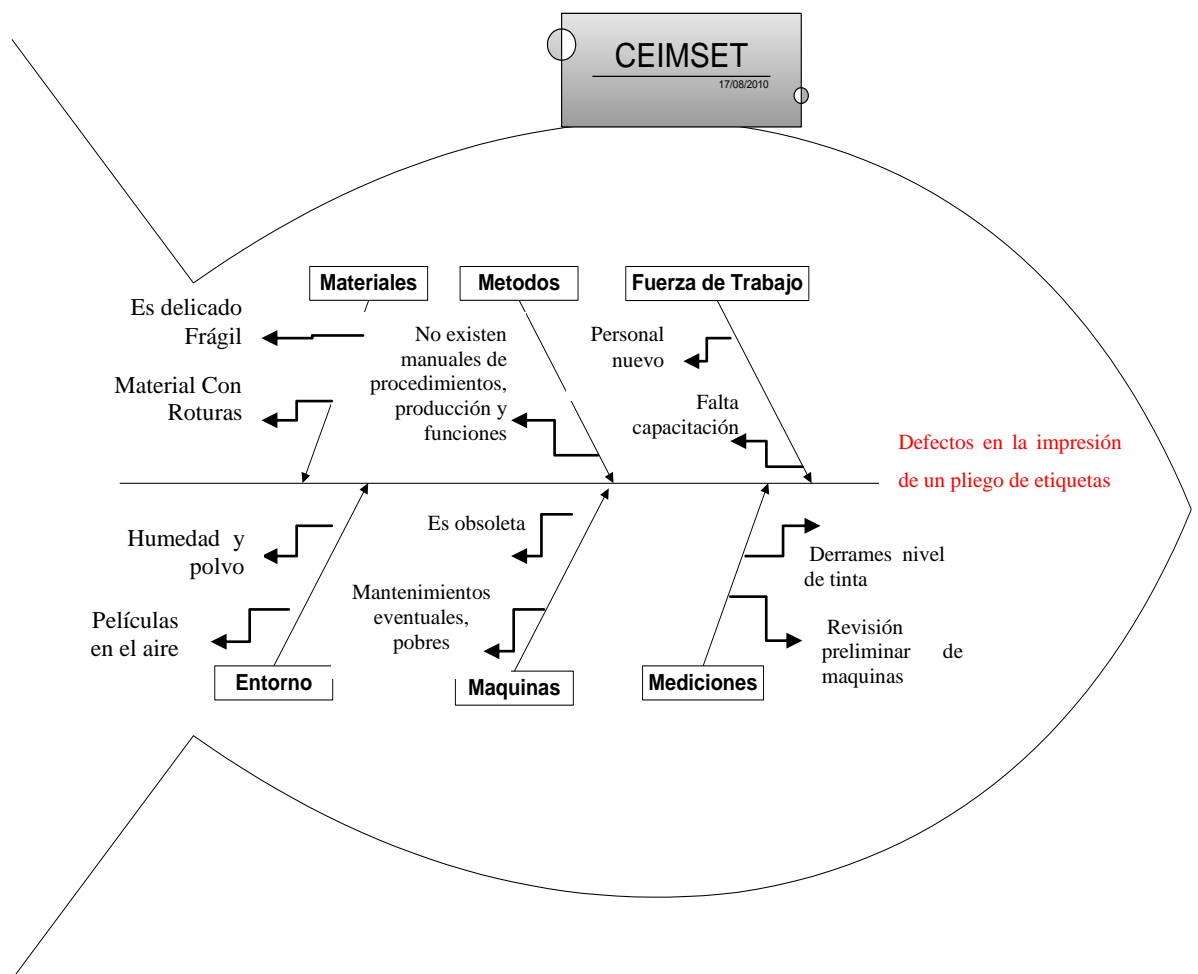 CEIMSET
17/08/2010
Materiales
Metodos
Fuerza de Trabajo
Es delicado
Frágil
Material Con
Roturas
No existen
manuales de
procedimientos,
producción y
funciones
Personal
nuevo
Falta
capacitación
Defectos en la impresión
de un pliego de etiquetas
Humedad y
polvo
Películas
en el aire
Es obsoleta
Mantenimientos
eventuales,
pobres
Derrames nivel
de tinta
Revisión
preliminar de
maquinas
Entorno
Maquinas
Mediciones